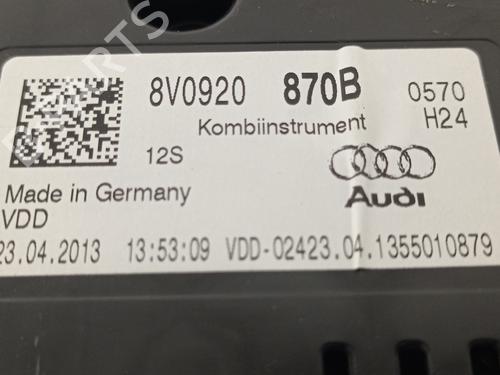 8V0920 870B 0570
Kombiinstrument H24
12S
Made in Germany Audi
VDD
23.04.2013 13:53:09 VDD-02423.04.1355010879
B PARTS